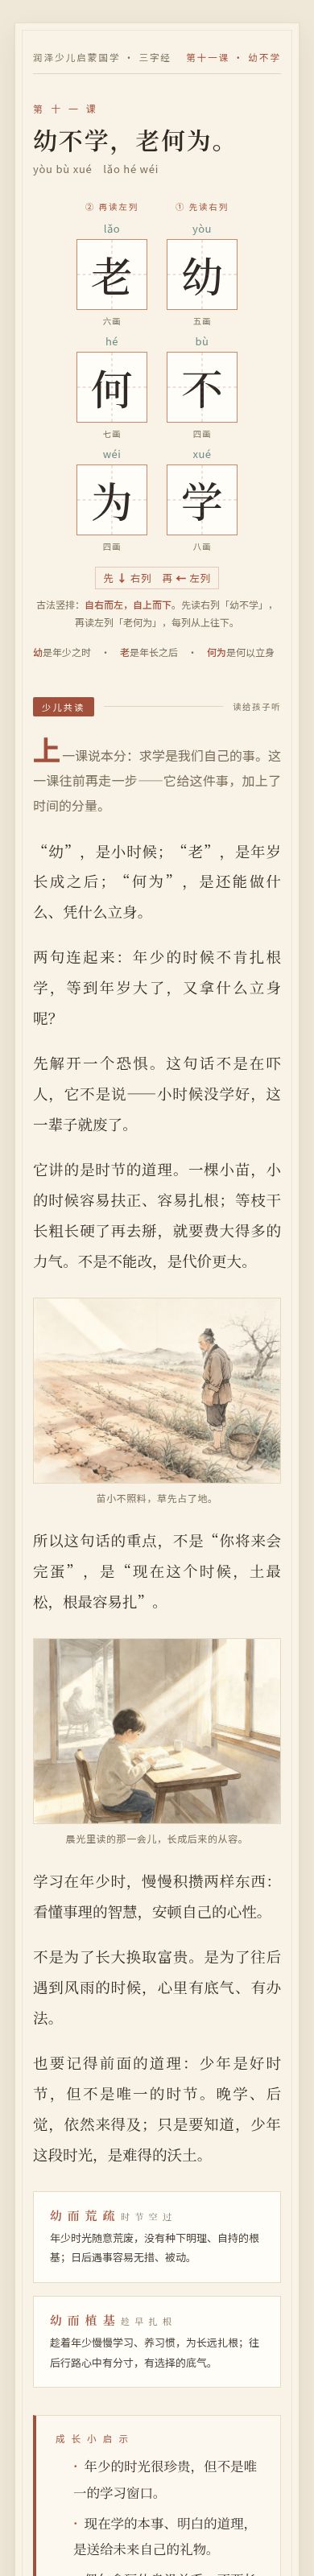 润泽少儿启蒙国学 • 三字经 第十一课 • 幼不学
第十一课
幼不学，老何为。
yòu bù xué lǎo hé wéi
② 再读左列 ① 先读右列
lǎo yòu
老 幼
六画 五画
hé bù
何 不
七画 四画
wéi xué
为 学
四画 八画
先 ↓ 右列 再 ← 左列
古法竖排：自右而左，自上而下。先读右列「幼不学」，
再读左列「老何为」，每列从上往下。
幼是年少之时 • 老是年长之后 • 何为是何以立身
少儿共读 读给孩子听
上一课说本分：求学是我们自己的事。这
一课往前再走一步——它给这件事，加上了
时间的分量。
“幼”，是小时候；“老”，是年岁
长成之后；“何为”，是还能做什
么、凭什么立身。
两句连起来：年少的时候不肯扎根
学，等到年岁大了，又拿什么立身
呢？
先解开一个恐惧。这句话不是在吓
人，它不是说——小时候没学好，这
一辈子就废了。
它讲的是时节的道理。一棵小苗，小
的时候容易扶正、容易扎根；等枝干
长粗长硬了再去掰，就要费大得多的
力气。不是不能改，是代价更大。
苗小不照料，草先占了地。
所以这句话的重点，不是“你将来会
完蛋”，是“现在这个时候，土最
松，根最容易扎”。
晨光里读的那一会儿，长成后来的从容。
学习在年少时，慢慢积攒两样东西：
看懂事理的智慧，安顿自己的心性。
不是为了长大换取富贵。是为了往后
遇到风雨的时候，心里有底气、有办
法。
也要记得前面的道理：少年是好时
节，但不是唯一的时节。晚学、后
觉，依然来得及；只是要知道，少年
这段时光，是难得的沃土。
幼而荒疏 时节空过
年少时光随意荒废，没有种下明理、自持的根
基；日后遇事容易无措、被动。
幼而植基 趁早扎根
趁着年少慢慢学习、养习惯，为长远扎根；往
后行路心中有分寸，有选择的底气。
成长小启示
· 年少的时光很珍贵，但不是唯
一的学习窗口。
· 现在学的本事、明白的道理，
是送给未来自己的礼物。